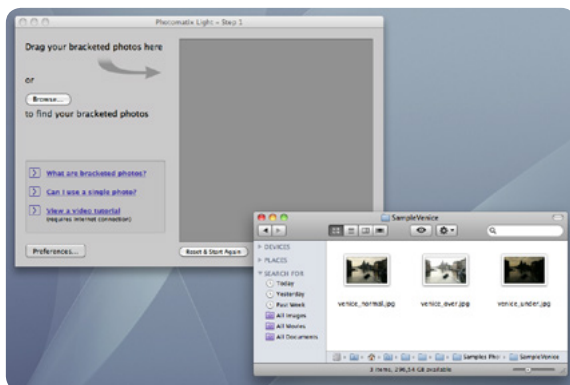 Photomatix Light - Step 1
Drag your bracketed photos here
or
Browse...
to find your bracketed photos
What are bracketed photos?
Can I use a single photo?
View a video tutorial
(requires internet connection)
Preferences...
Reset & Start Again
SampleVenice
DEVICES
PLACES
SEARCH FOR
Today
Yesterday
Past Week
All Images
All Movies
All Documents
venice_normal.jpg
venice_over.jpg
venice_under.jpg
Samples Phot
SampleVenice
3 items, 296,54 GB available